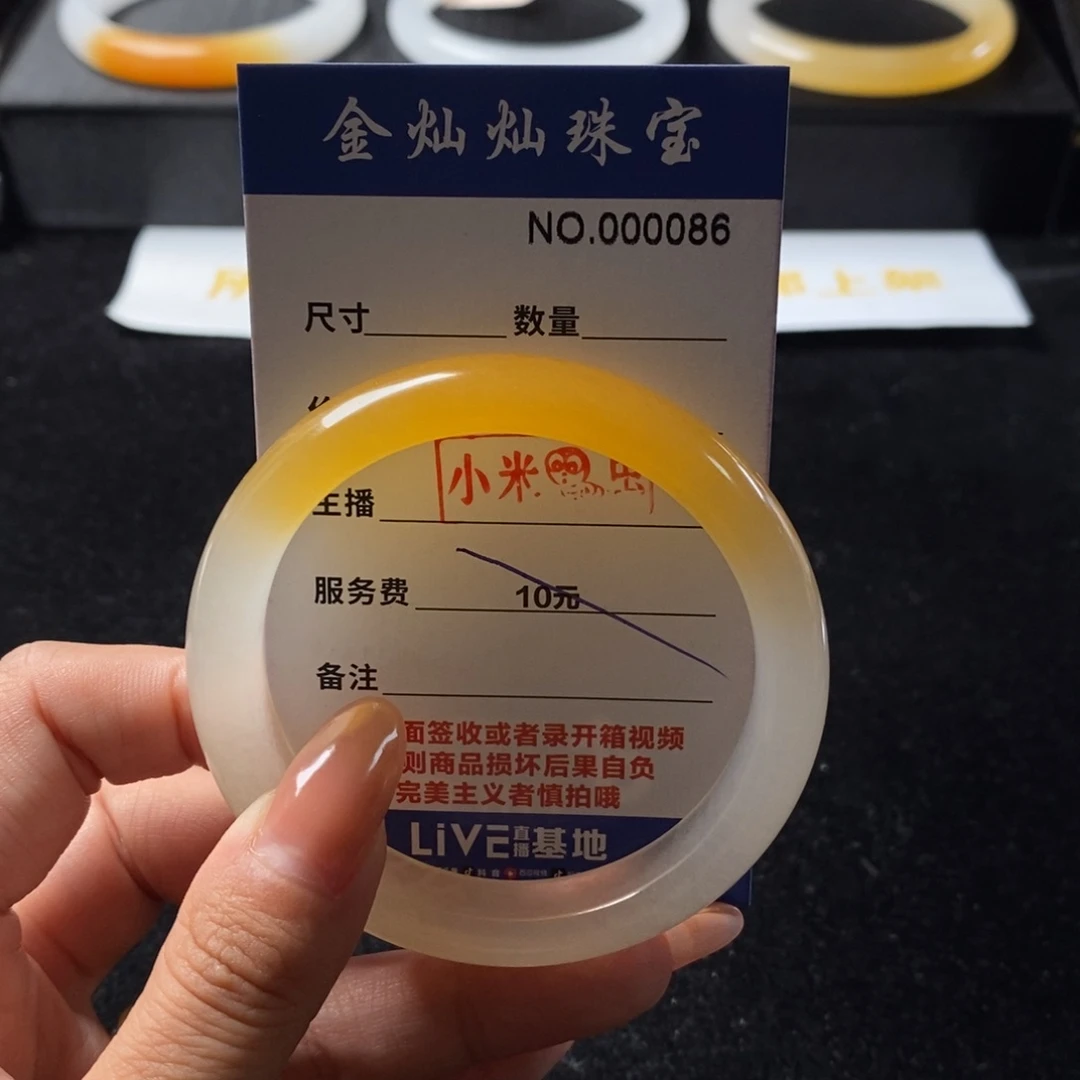 金灿灿珠宝
NO.000086
尺寸 数量
小米
主播
服务费 10元
备注
面签收或者录开箱视频
则商品损坏后果自负
完美主义者慎拍哦
LiVE直播基地
抖音